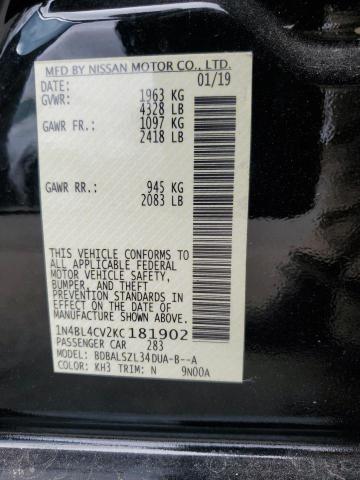 MFD BY NISSAN MOTOR CO., LTD.
DATE: 01/19
GVWR: 1963 KG
4328 LB
GAWR FR.: 1097 KG
2418 LB
GAWR RR.: 945 KG
2083 LB
THIS VEHICLE CONFORMS TO
ALL APPLICABLE FEDERAL
MOTOR VEHICLE SAFETY,
BUMPER, AND THEFT
PREVENTION STANDARDS
IN EFFECT ON THE DATE OF
MANUFACTURE SHOWN ABOVE.
1N4BL4CV2KC181902
PASSENGER CAR 283
MODEL: BDBALSZL34DUA-B--A
COLOR: KH3 TRIM: N 9N00A